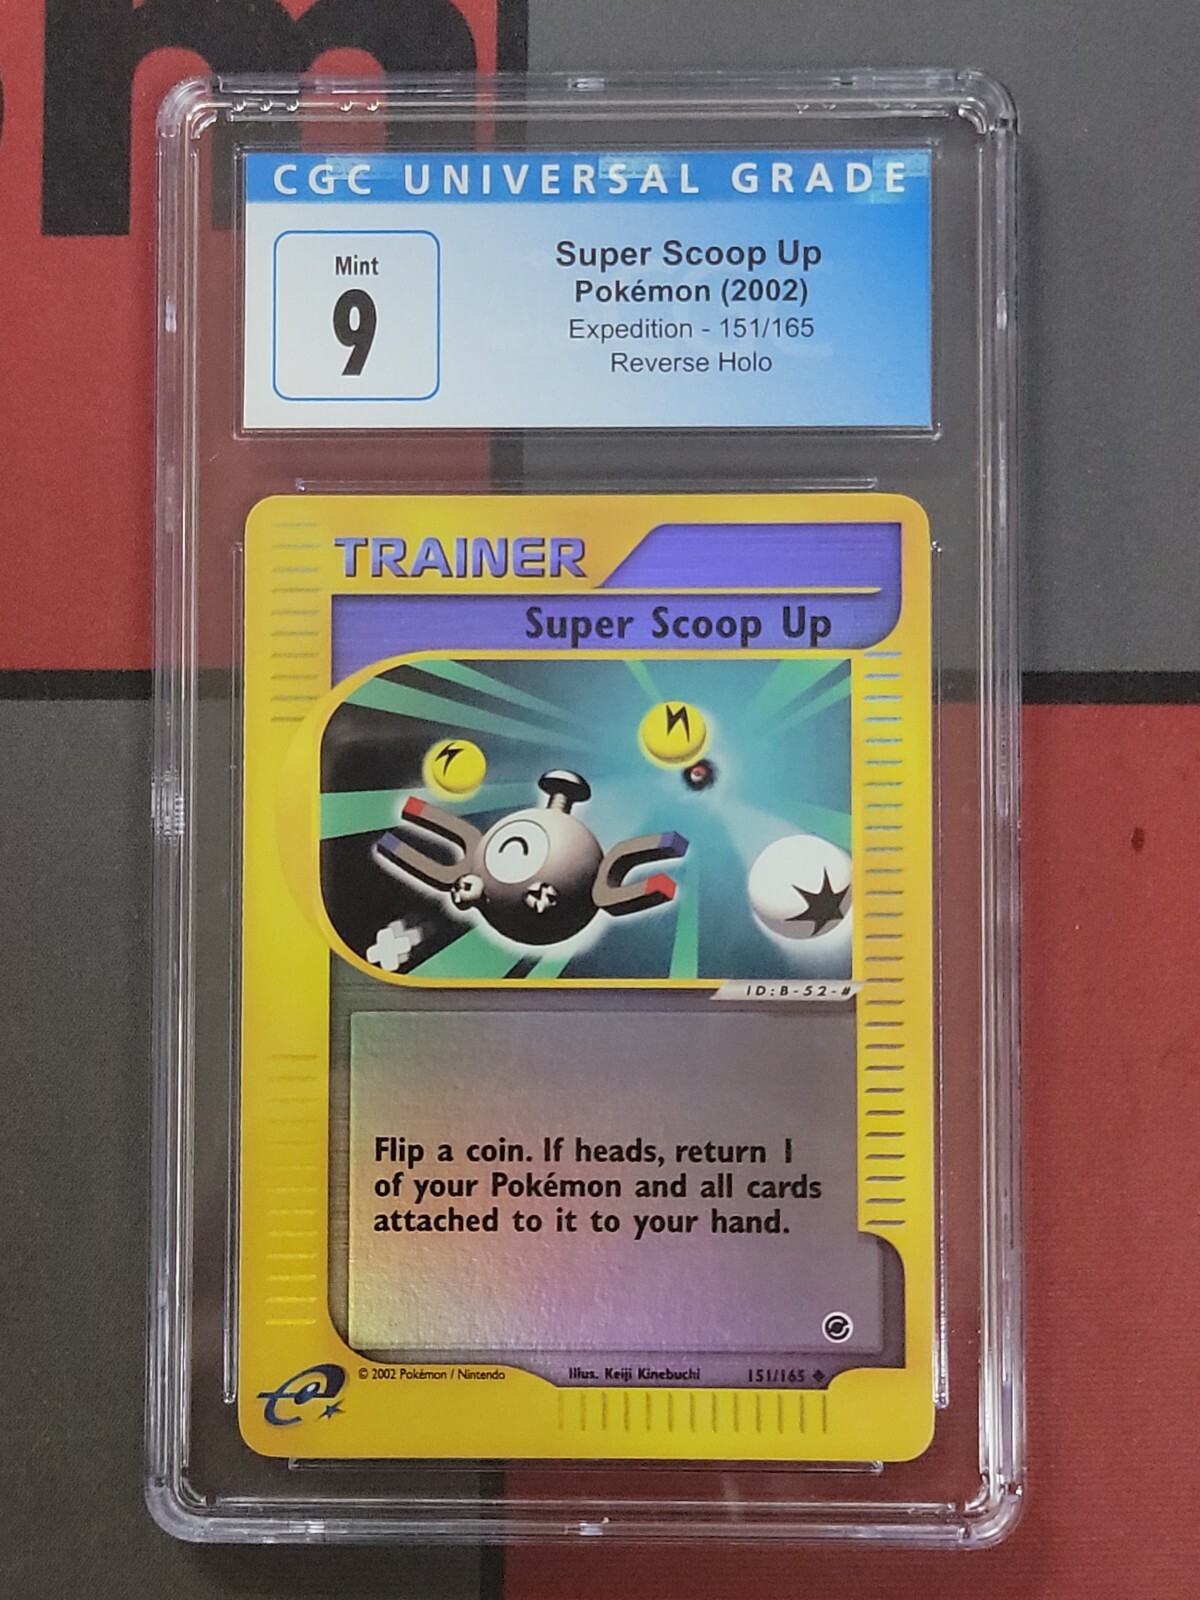 CGC UNIVERSAL GRADE
Mint
9
Super Scoop Up
Pokémon (2002)
Expedition - 151/165
Reverse Holo
TRAINER
Super Scoop Up
ID:B-52-#
Flip a coin. If heads, return 1
of your Pokémon and all cards
attached to it to your hand.
© 2002 Pokémon / Nintendo
Illus. Keiji Kinebuchi
151/165
e